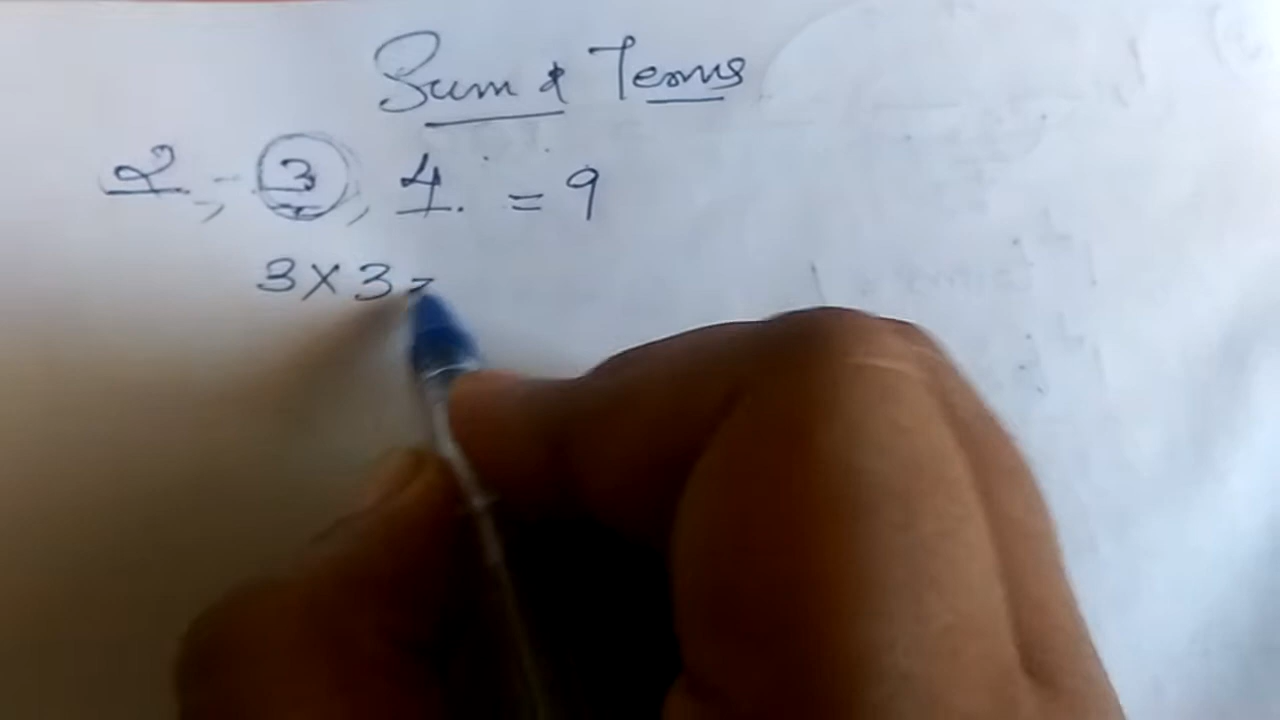 Sum & Terms
2, 3, 4. = 9
3 × 3 =